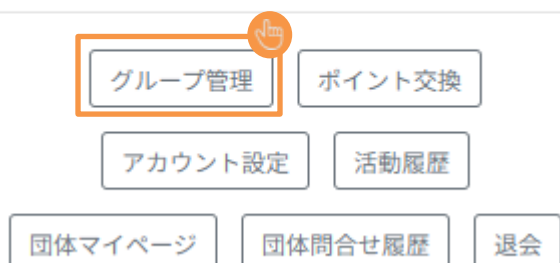 グループ管理 ポイント交換
アカウント設定 活動履歴
団体マイページ 団体問合せ履歴 退会